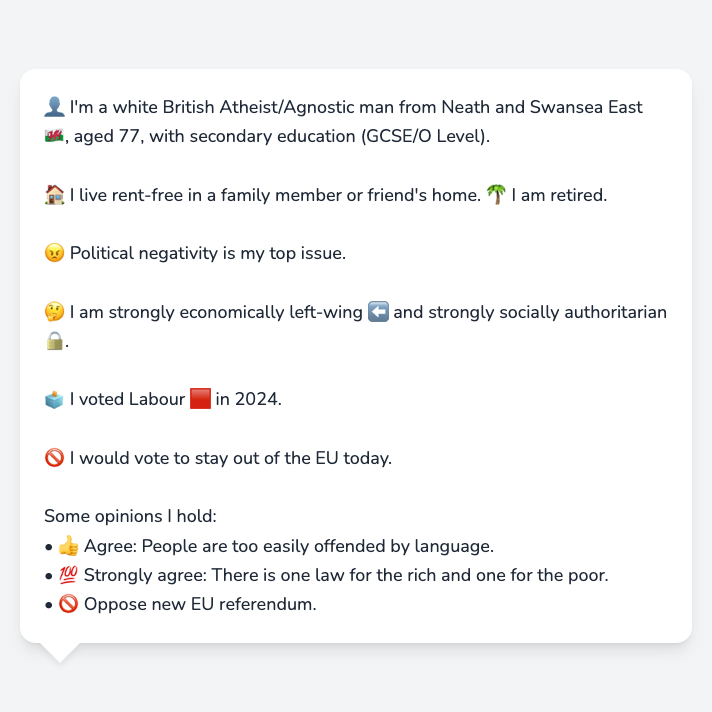 👤 I'm a white British Atheist/Agnostic man from Neath and Swansea East
🏴󠁧󠁢󠁷󠁬󠁳󠁿, aged 77, with secondary education (GCSE/O Level).
🏠 I live rent-free in a family member or friend's home. 🌴 I am retired.
😠 Political negativity is my top issue.
🤔 I am strongly economically left-wing ⬅️ and strongly socially authoritarian
🔒.
🗳️ I voted Labour 🟥 in 2024.
🚫 I would vote to stay out of the EU today.
Some opinions I hold:
• 👍 Agree: People are too easily offended by language.
• 💯 Strongly agree: There is one law for the rich and one for the poor.
• 🚫 Oppose new EU referendum.